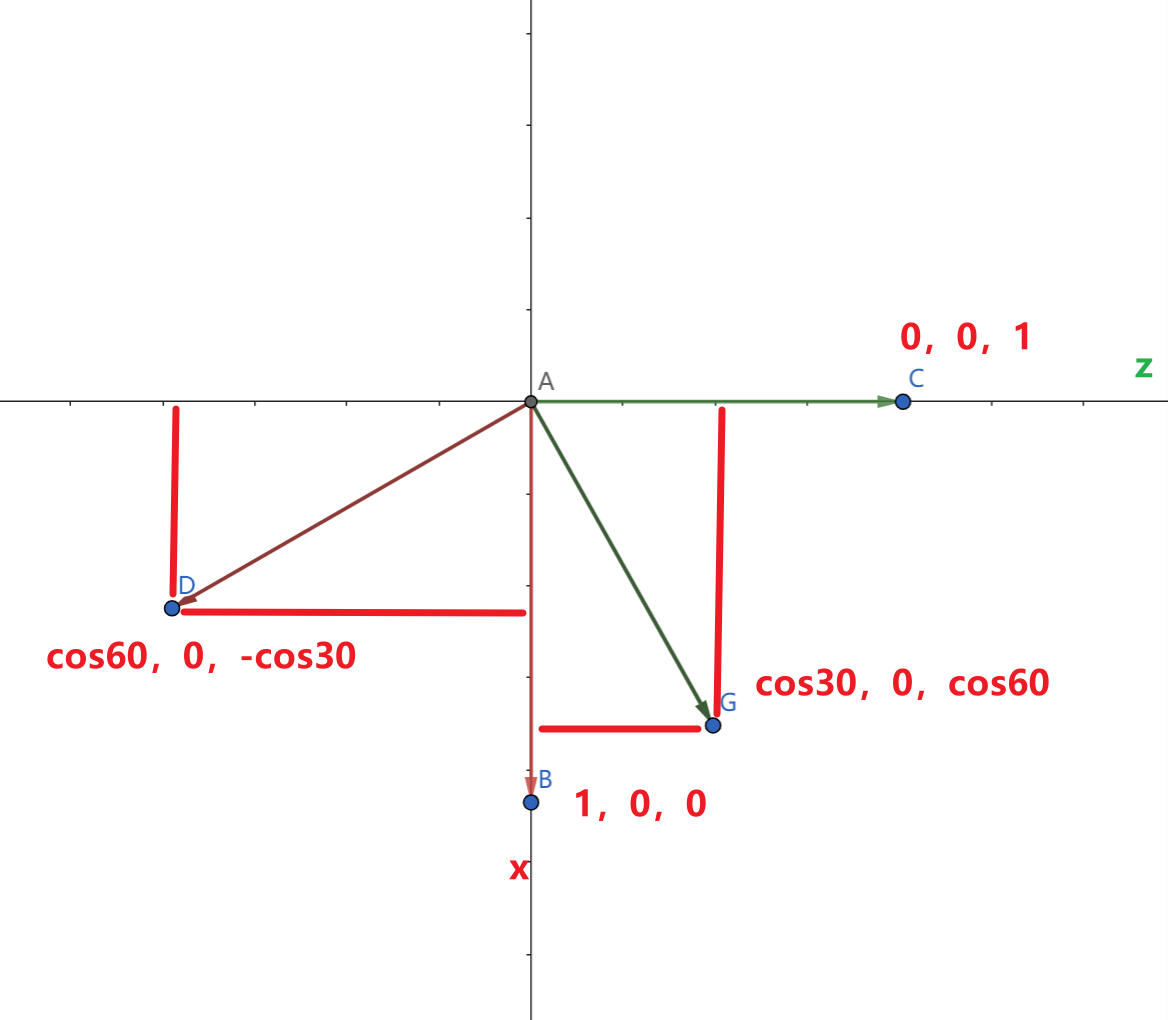 0, 0, 1
z
C
A
D
cos60, 0, -cos30
cos30, 0, cos60
G
B
1, 0, 0
x